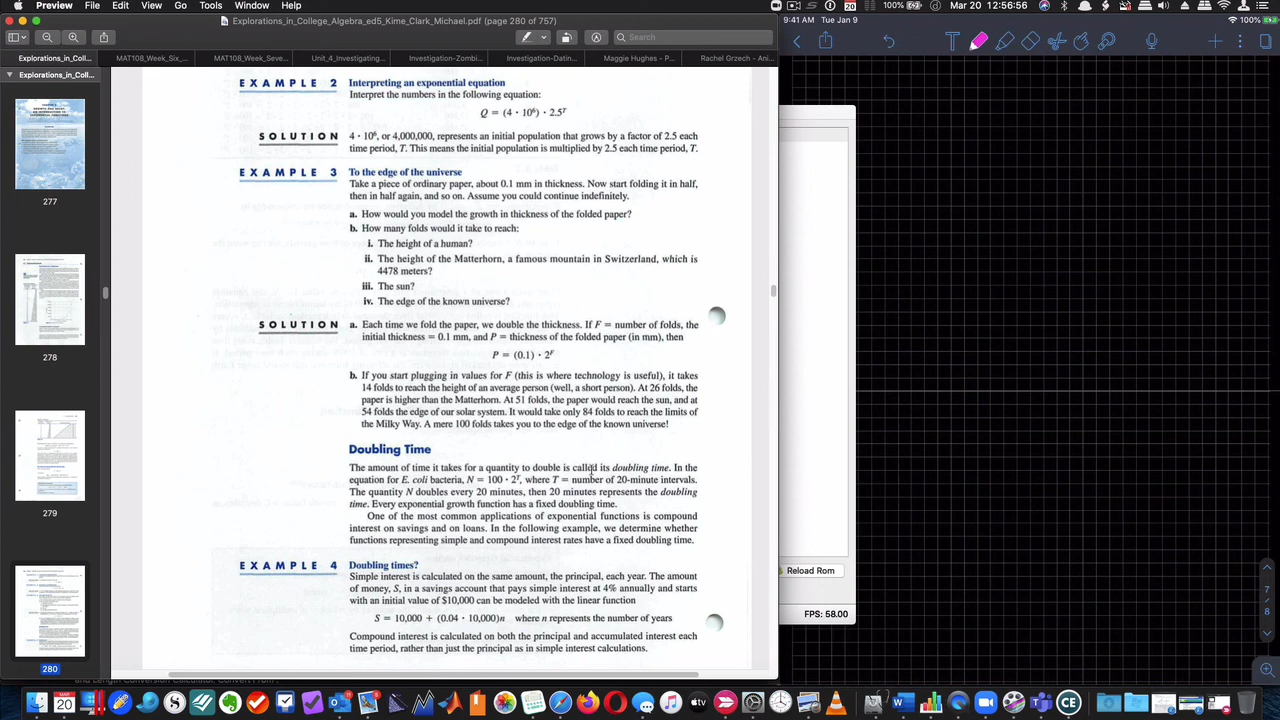 Preview File Edit View Go Tools Window Help
100% Mar 20 12:56:56
Explorations_in_College_Algebra_ed5_Kime_Clark_Michael.pdf (page 280 of 757)
Search
Explorations_in_Coll...
MAT108_Week_Six_...
MAT108_Week_Seve...
Unit_4_Investigating...
Investigation-Zombi...
Investigation-Datin...
Maggie Hughes - P...
Rachel Grzech - Ani...
Explorations_in_Coll...
277
278
279
280
EXAMPLE 2 Interpreting an exponential equation
Interpret the numbers in the following equation:
Q = (4 · 10⁶) · 2.5ᵀ
SOLUTION 4 · 10⁶, or 4,000,000, represents an initial population that grows by a factor of 2.5 each
time period, T. This means the initial population is multiplied by 2.5 each time period, T.
EXAMPLE 3 To the edge of the universe
Take a piece of ordinary paper, about 0.1 mm in thickness. Now start folding it in half,
then in half again, and so on. Assume you could continue indefinitely.
a. How would you model the growth in thickness of the folded paper?
b. How many folds would it take to reach:
i. The height of a human?
ii. The height of the Matterhorn, a famous mountain in Switzerland, which is
4478 meters?
iii. The sun?
iv. The edge of the known universe?
SOLUTION a. Each time we fold the paper, we double the thickness. If F = number of folds, the
initial thickness = 0.1 mm, and P = thickness of the folded paper (in mm), then
P = (0.1) · 2ᶠ
b. If you start plugging in values for F (this is where technology is useful), it takes
14 folds to reach the height of an average person (well, a short person). At 26 folds, the
paper is higher than the Matterhorn. At 51 folds, the paper would reach the sun, and at
54 folds the edge of our solar system. It would take only 84 folds to reach the limits of
the Milky Way. A mere 100 folds takes you to the edge of the known universe!
Doubling Time
The amount of time it takes for a quantity to double is called its doubling time. In the
equation for E. coli bacteria, N = 100 · 2ᵀ, where T = number of 20-minute intervals.
The quantity N doubles every 20 minutes, then 20 minutes represents the doubling
time. Every exponential growth function has a fixed doubling time.
One of the most common applications of exponential functions is compound
interest on savings and on loans. In the following example, we determine whether
functions representing simple and compound interest rates have a fixed doubling time.
EXAMPLE 4 Doubling times?
Simple interest is calculated on the same amount, the principal, each year. The amount
of money, S, in a savings account that pays simple interest at 4% annually and starts
with an initial value of $10,000 can be modeled with the linear function
S = 10,000 + (0.04 · 10,000)n where n represents the number of years
Compound interest is calculated on both the principal and accumulated interest each
time period, rather than just the principal as in simple interest calculations.
9:41 AM Tue Jan 9
100%
Reload Rom
FPS: 58.00
7
8
MAR
20
CE
tv